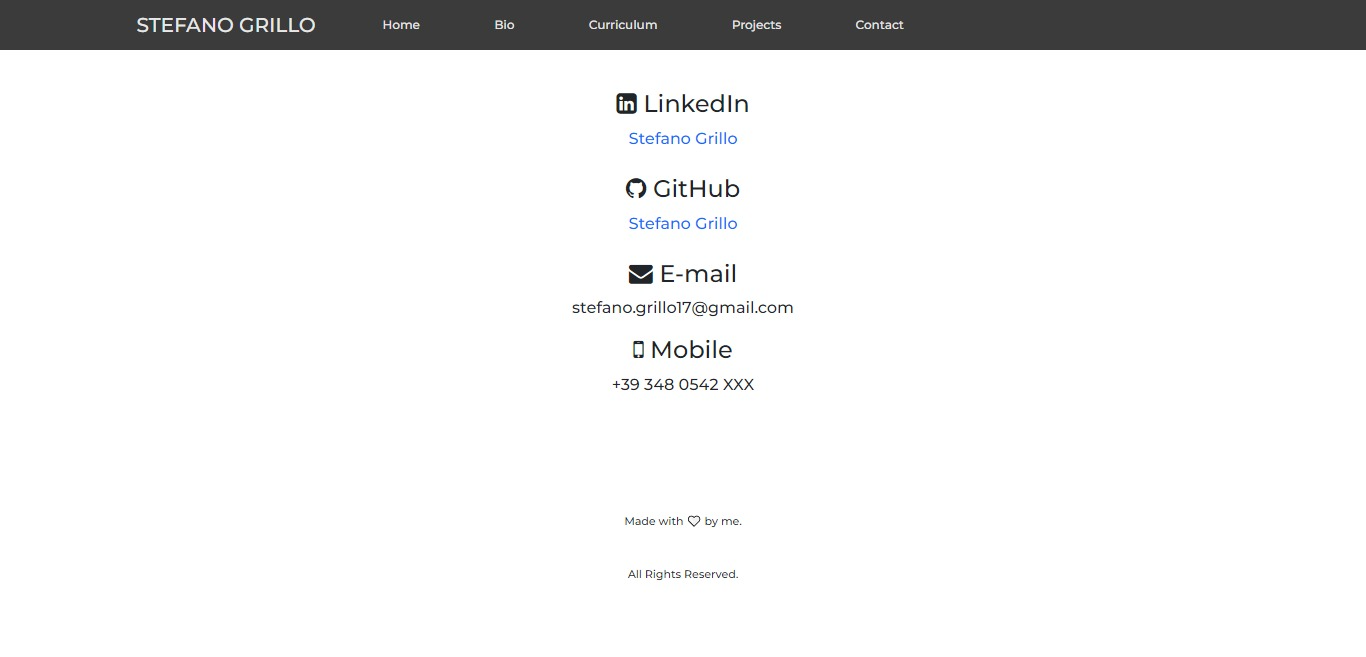 STEFANO GRILLO Home Bio Curriculum Projects Contact
LinkedIn
Stefano Grillo
GitHub
Stefano Grillo
E-mail
stefano.grillo17@gmail.com
Mobile
+39 348 0542 XXX
Made with ♡ by me.
All Rights Reserved.